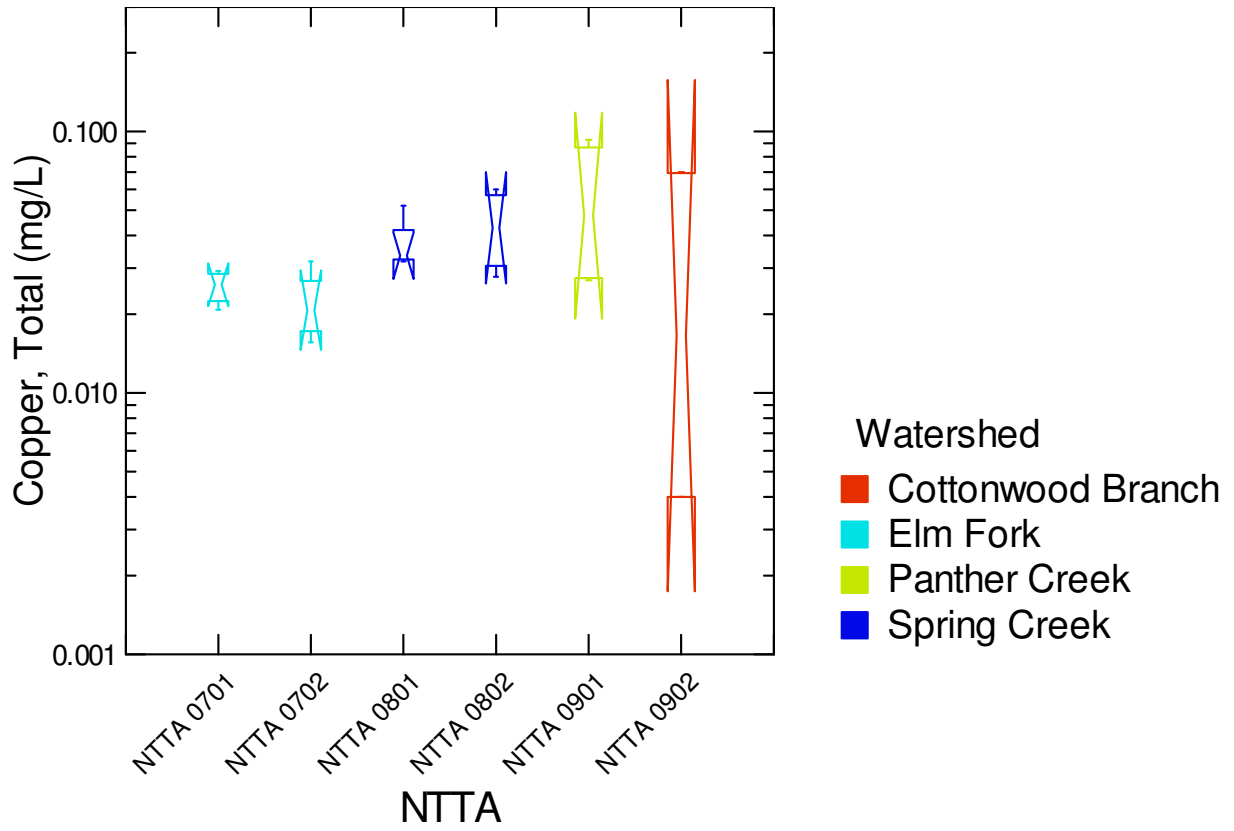 Copper, Total (mg/L)
0.100
0.010
0.001
NTTA 0701
NTTA 0702
NTTA 0801
NTTA 0802
NTTA 0901
NTTA 0902
NTTA
Watershed
Cottonwood Branch
Elm Fork
Panther Creek
Spring Creek